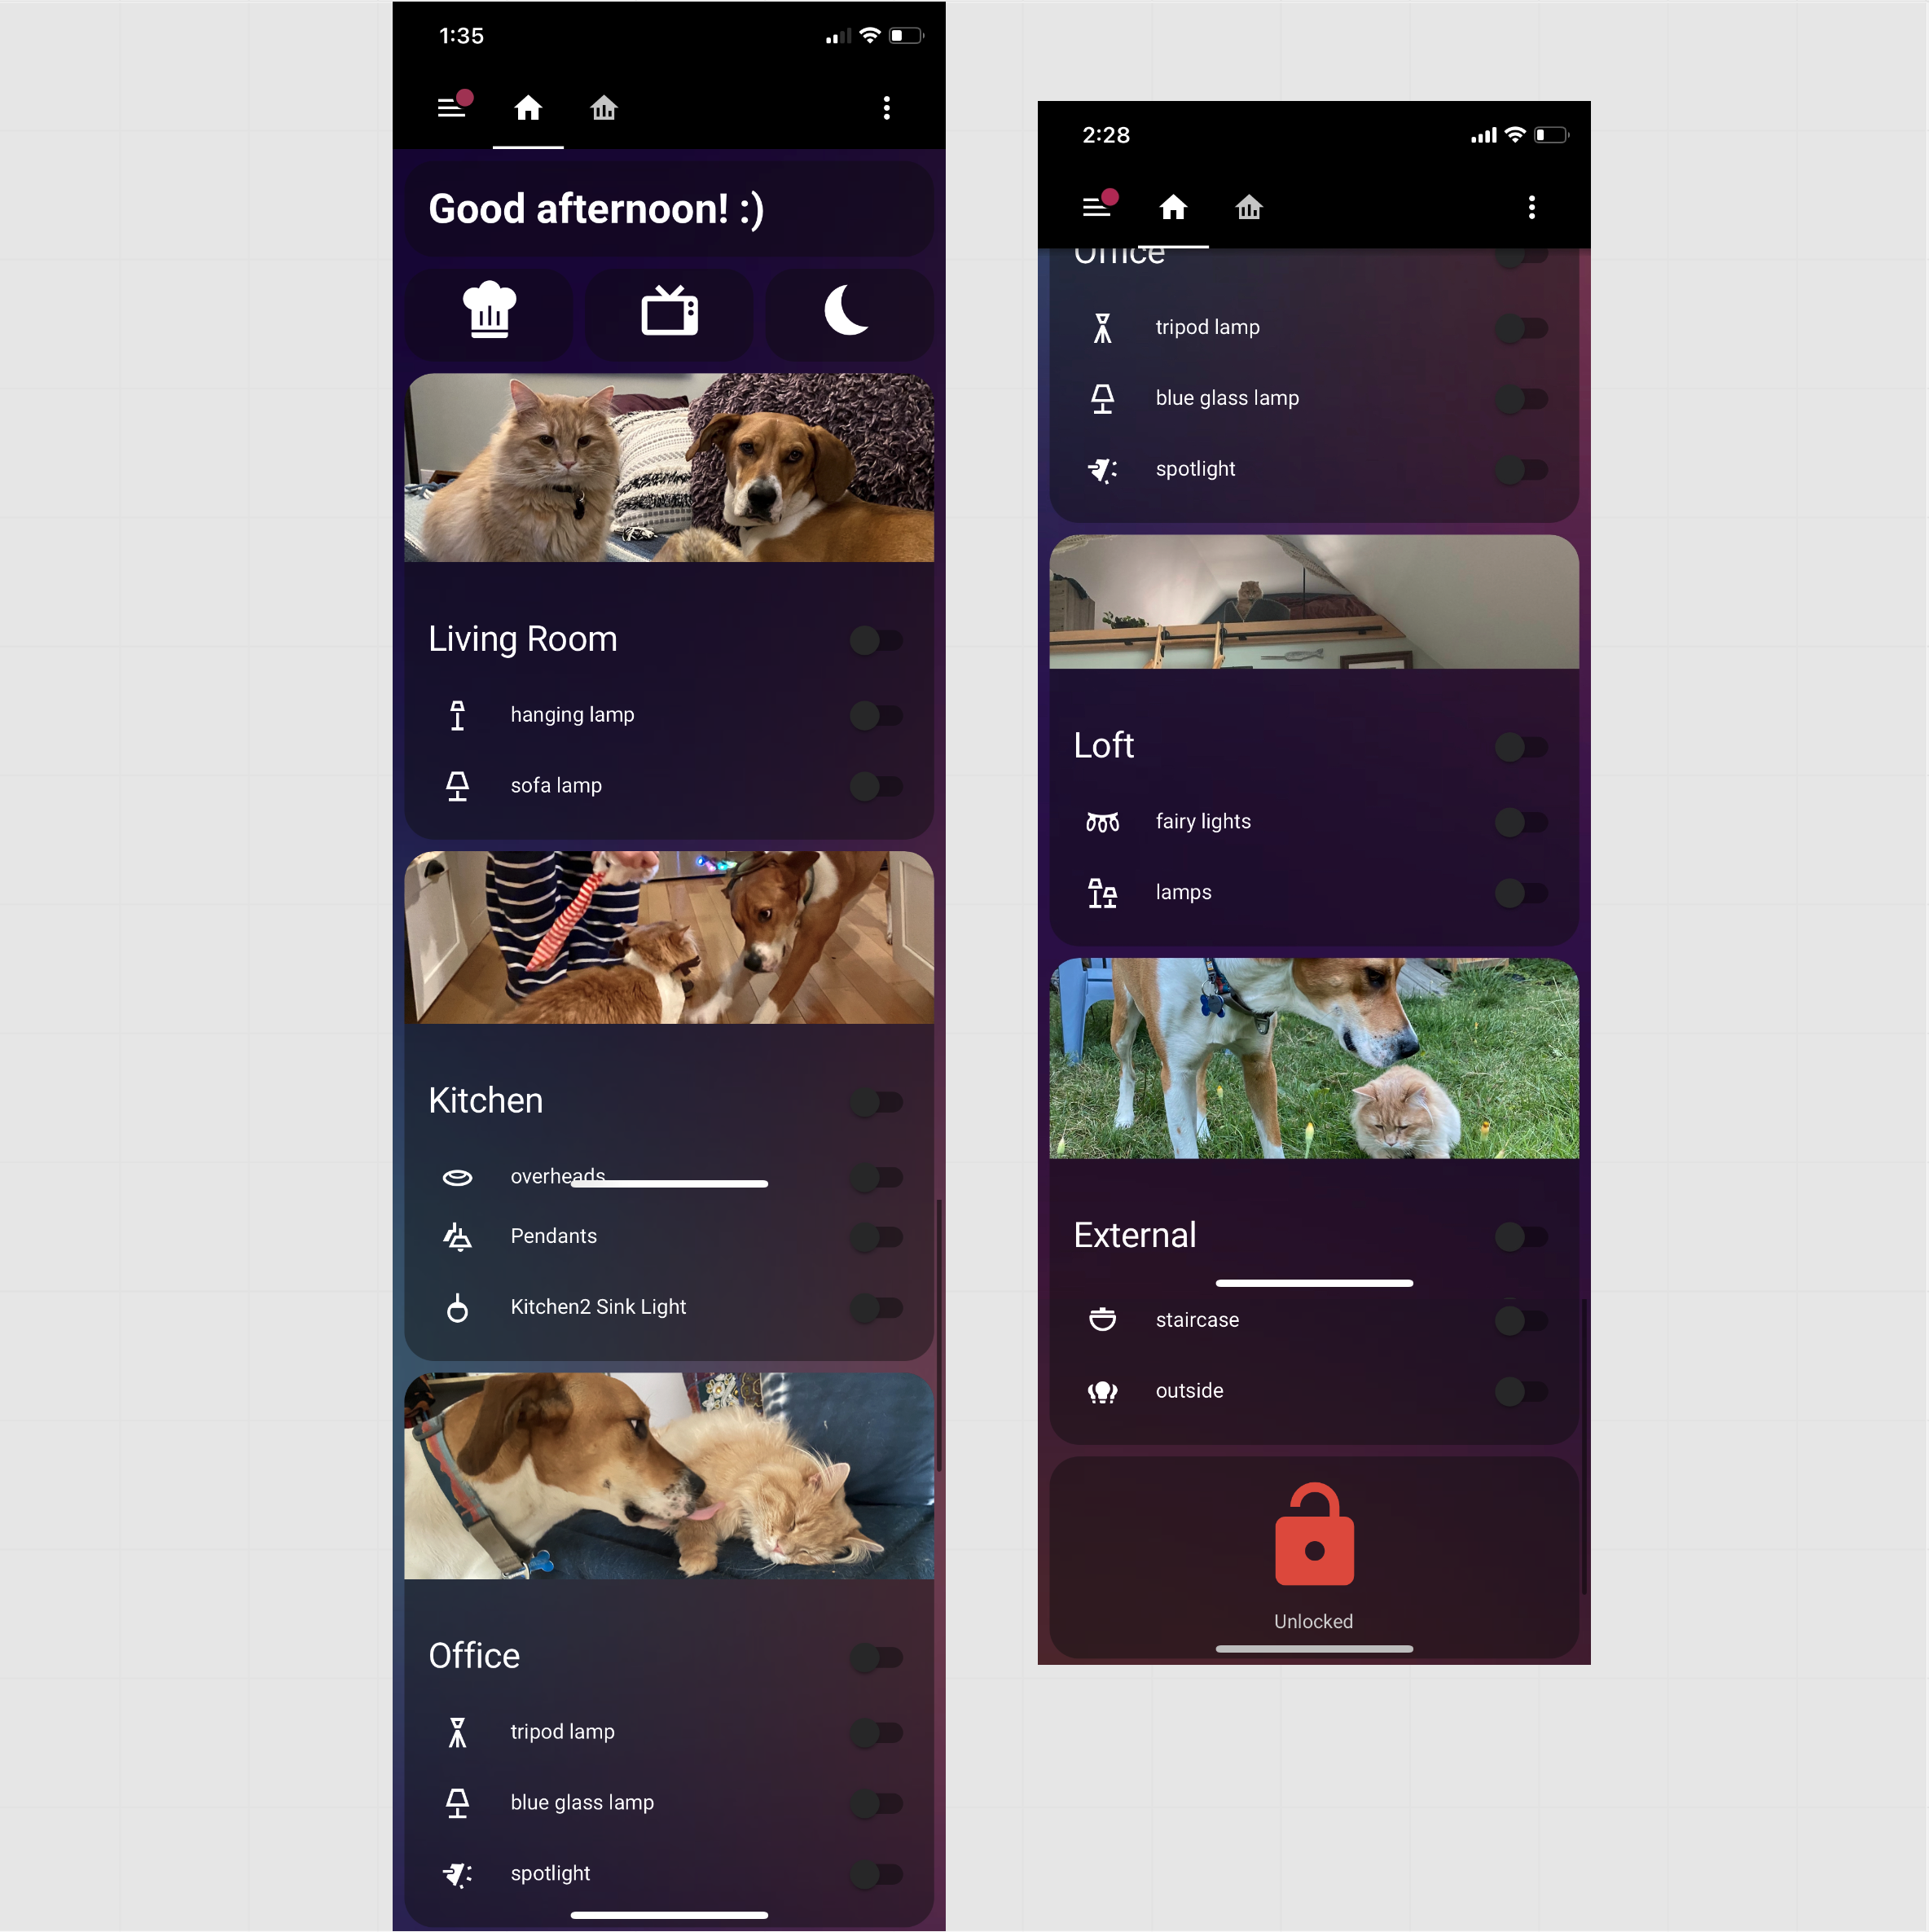 1:35
Good afternoon! :)
Living Room
hanging lamp
sofa lamp
Kitchen
overheads
Pendants
Kitchen2 Sink Light
Office
tripod lamp
blue glass lamp
spotlight
2:28
Office
tripod lamp
blue glass lamp
spotlight
Loft
fairy lights
lamps
External
staircase
outside
Unlocked